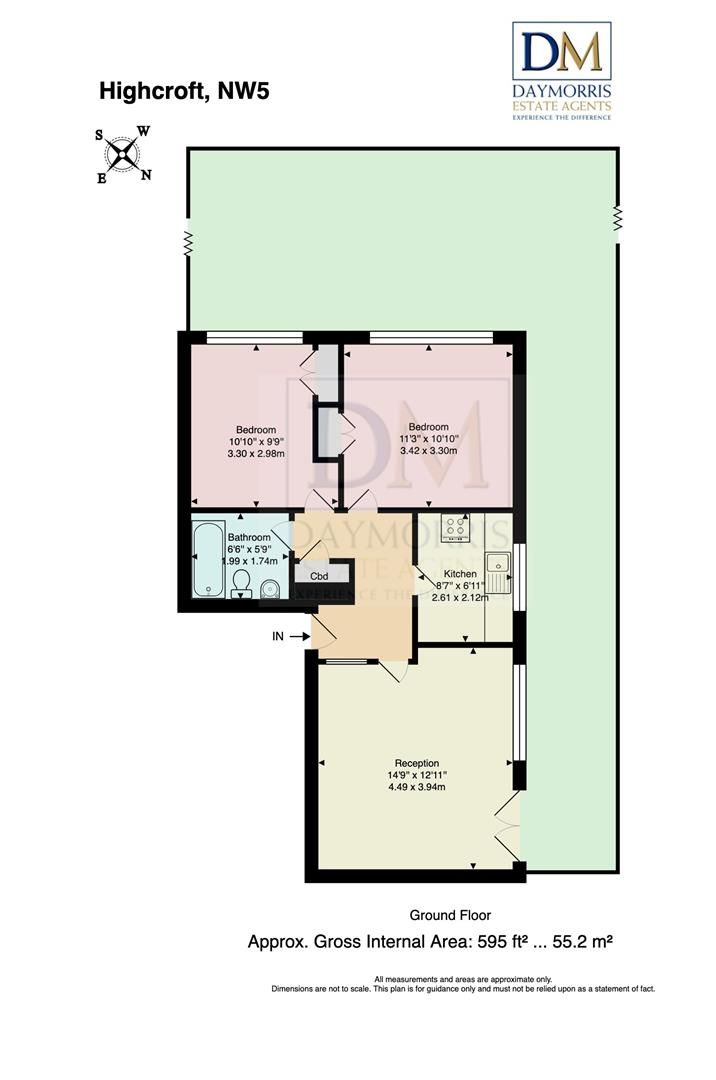 DM
DAYMORRIS
ESTATE AGENTS
EXPERIENCE THE DIFFERENCE
Highcroft, NW5
S W
E N
Bedroom
10'10" x 9'9"
3.30 x 2.98m
Bedroom
11'3" x 10'10"
3.42 x 3.30m
DM
DAYMORRIS
ESTATE AGENTS
EXPERIENCE THE
Bathroom
6'6" x 5'9"
1.99 x 1.74m
Cbd
Kitchen
8'7" x 6'11"
2.61 x 2.12m
IN
Reception
14'9" x 12'11"
4.49 x 3.94m
Ground Floor
Approx. Gross Internal Area: 595 ft² ... 55.2 m²
All measurements and areas are approximate only.
Dimensions are not to scale. This plan is for guidance only and must not be relied upon as a statement of fact.